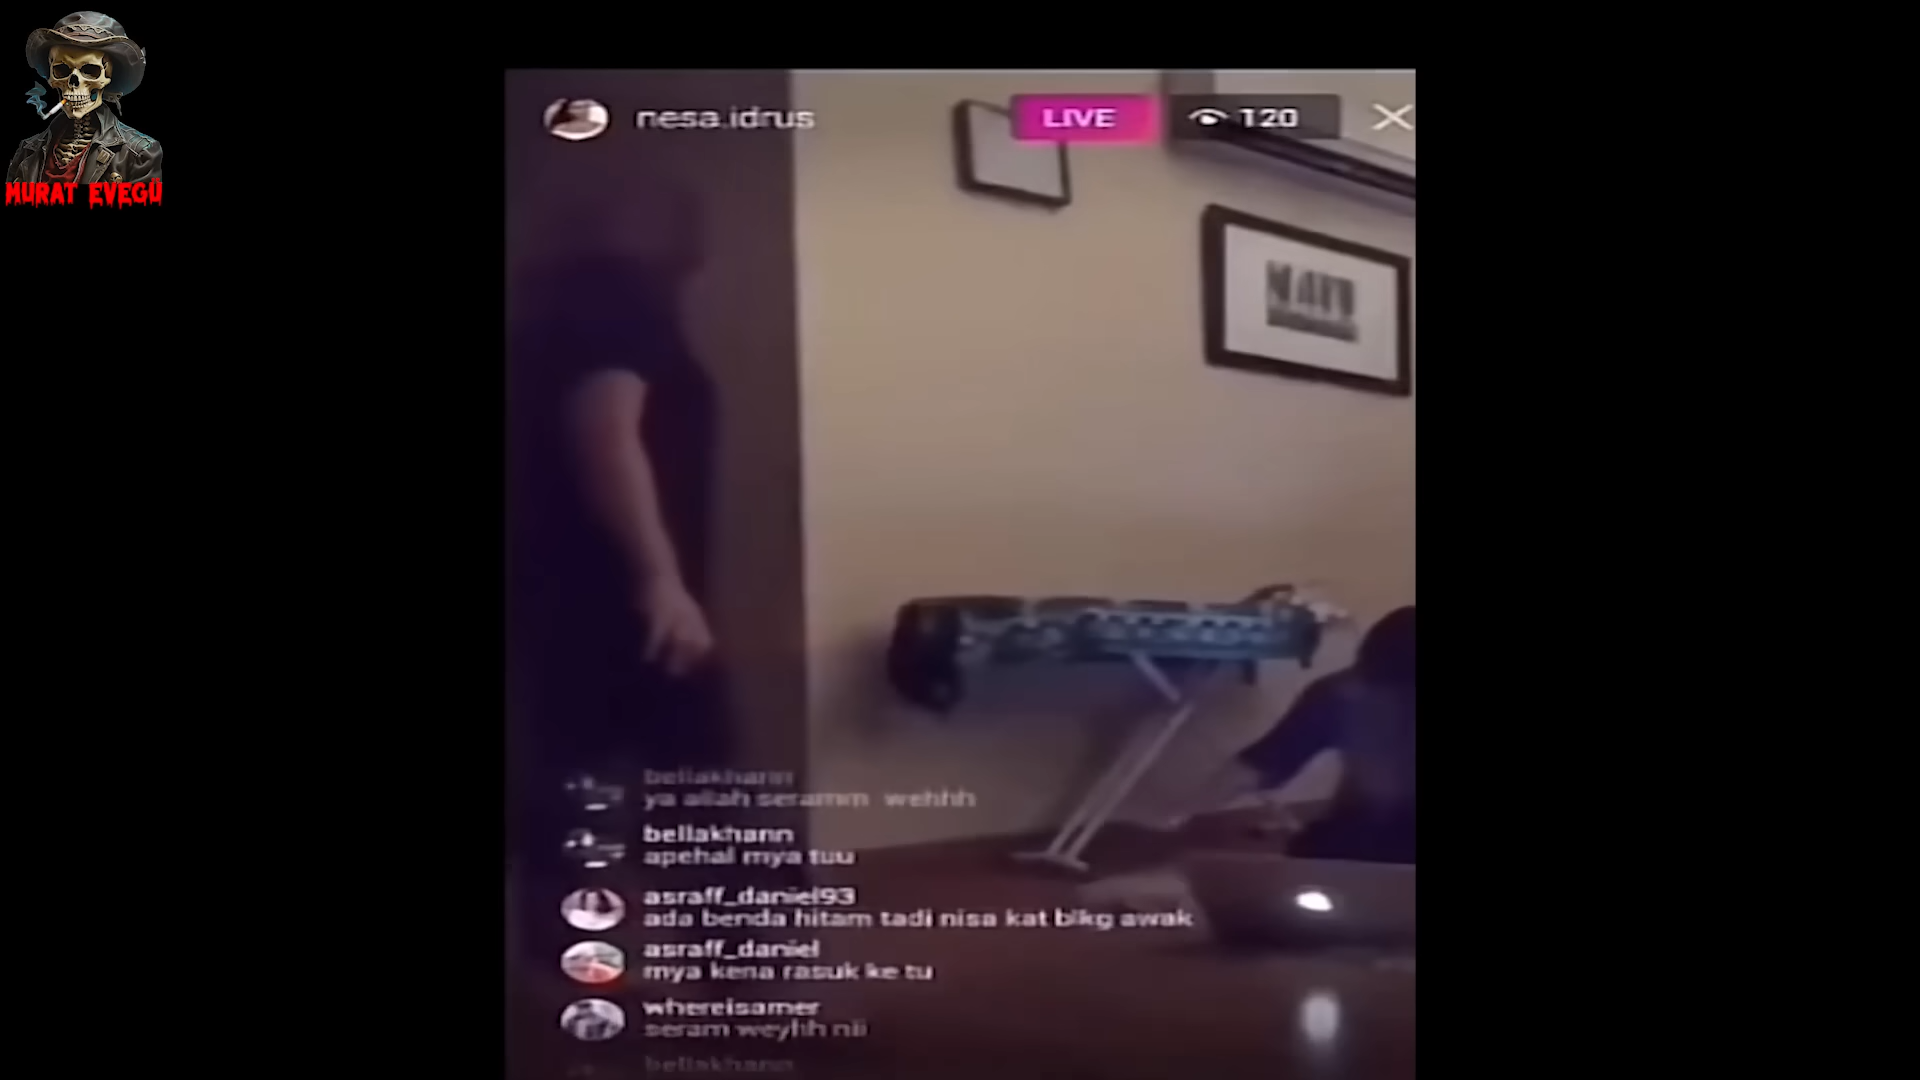 MURAT EVEGÜ
nesa.idrus
LIVE
120
bellakhann
ya allah seramm wehhh
bellakhann
apehal mya tuu
asraff_daniel93
ada benda hitam tadi nisa kat blkg awak
asraff_daniel
mya kena rasuk ke tu
whereisamer
seram weyhh nii
bellakhann